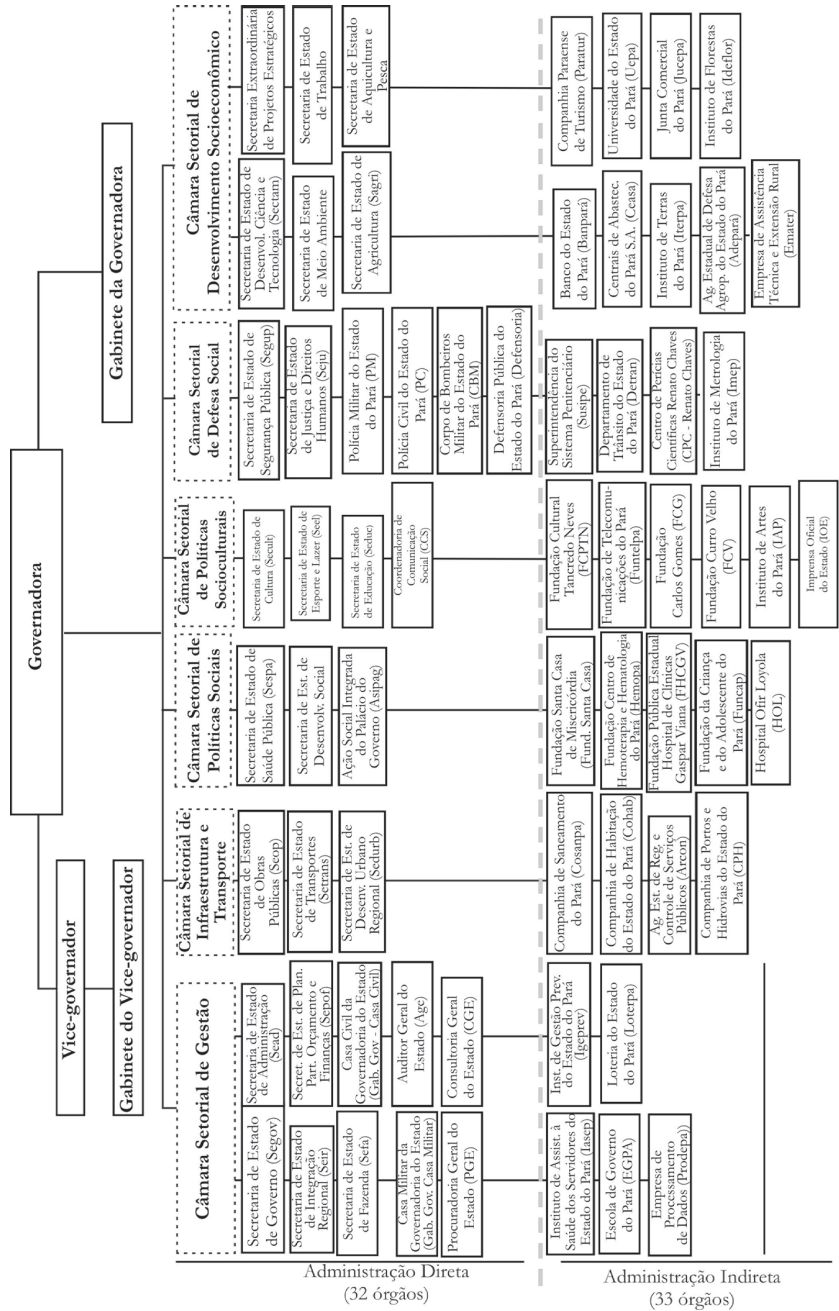 Governadora
Vice-governador
Gabinete do Vice-governador
Gabinete da Governadora
Câmara Setorial de Gestão
Secretaria de Estado
de Governo (Segov)
Secretaria de Estado
de Administração
(Sead)
Secretaria de Estado
de Integração
Regional (Seir)
Secret. de Est. de Plan.
Part. Orçamento e
Finanças (Sepof)
Secretaria de Estado
de Fazenda (Sefa)
Casa Civil da
Governadoria do Estado
(Gab. Gov - Casa Civil)
Casa Militar da
Governadoria do Estado
(Gab. Gov. Casa Militar)
Auditor Geral do
Estado (Age)
Procuradoria Geral do
Estado (PGE)
Consultoria Geral
do Estado (CGE)
Câmara Setorial de
Infraestrutura e
Transporte
Secretaria de Estado
de Obras
Públicas (Seop)
Secretaria de Estado
de Transportes
(Setrans)
Secretaria de Est. de
Desenv. Urbano
Regional (Sedurb)
Câmara Setorial de
Políticas Sociais
Secretaria de Estado de
Saúde Pública (Sespa)
Secretaria de Est. de
Desenvolv. Social
Ação Social Integrada
do Palácio do
Governo (Asipag)
Câmara Setorial
de Políticas
Socioculturais
Secretaria de Estado de
Cultura (Secult)
Secretaria de Estado de
Esporte e Lazer (Seel)
Secretaria de Estado
de Educação (Seduc)
Coordenadoria de
Comunicação
Social (CCS)
Câmara Setorial
de Defesa Social
Secretaria de Estado de
Segurança Pública (Segup)
Secretaria de Estado
de Justiça e Direitos
Humanos (Seju)
Polícia Militar do Estado
do Pará (PM)
Polícia Civil do Estado do
Pará (PC)
Corpo de Bombeiros
Militar do Estado do
Pará (CBM)
Defensoria Pública do
Estado do Pará (Defensoria)
Câmara Setorial de
Desenvolvimento Socioeconômico
Secretaria de Estado de
Desenvol. Ciência e
Tecnologia (Sectam)
Secretaria Extraordinária
de Projetos Estratégicos
Secretaria de Estado
de Meio Ambiente
Secretaria de Estado
de Trabalho
Secretaria de Estado de
Agricultura (Sagri)
Secretaria de Estado
de Aquicultura e
Pesca
Administração Direta
(32 órgãos)
Instituto de Assist. à
Saúde dos Servidores do
Estado do Pará (Iasep)
Inst. de Gestão Prev.
do Estado do Pará
(Igeprev)
Escola de Governo
do Pará (EGPA)
Loteria do Estado
do Pará (Loterpa)
Empresa de
Processamento
de Dados (Prodepa))
Companhia de Saneamento
do Pará (Cosanpa)
Companhia de Habitação
do Estado do Pará (Cohab)
Ag. Est. de Reg. e
Controle de Serviços
Públicos (Arcon)
Companhia de Portos e
Hidrovias do Estado do
Pará (CPH)
Fundação Santa Casa
de Misericórdia
(Fund. Santa Casa)
Fundação Centro de
Hemoterapia e Hematologia
do Pará (Hemopa)
Fundação Pública Estadual
Hospital de Clínicas
Gaspar Viana (FHCGV)
Fundação da Criança
e do Adolescente do
Pará (Funcap)
Hospital Ofir Loyola
(HOL)
Fundação Cultural
Tancredo Neves
(FCPTN)
Fundação de Telecomu-
nicações do Pará
(Funtelpa)
Fundação
Carlos Gomes (FCG)
Fundação Curro Velho
(FCV)
Instituto de Artes
do Pará (IAP)
Imprensa Oficial
do Estado (IOE)
Superintendência do
Sistema Penitenciário
(Susipe)
Departamento de
Trânsito do Estado
do Pará (Detran)
Centro de Perícias
Científicas Renato Chaves
(CPC - Renato Chaves)
Instituto de Metrologia
do Pará (Imep)
Banco do Estado
do Pará (Banpará)
Companhia Paraense
de Turismo (Paratur)
Centrais de Abastec.
do Pará S.A. (Ceasa)
Universidade do Estado
do Pará (Uepa)
Instituto de Terras
do Pará (Iterpa)
Junta Comercial
do Pará (Jucepa)
Ag. Estadual de Defesa
Agrop. do Estado do Pará
(Adepará)
Instituto de Florestas
do Pará (Ideflor)
Empresa de Assistência
Técnica e Extensão Rural
(Emater)
Administração Indireta
(33 órgãos)